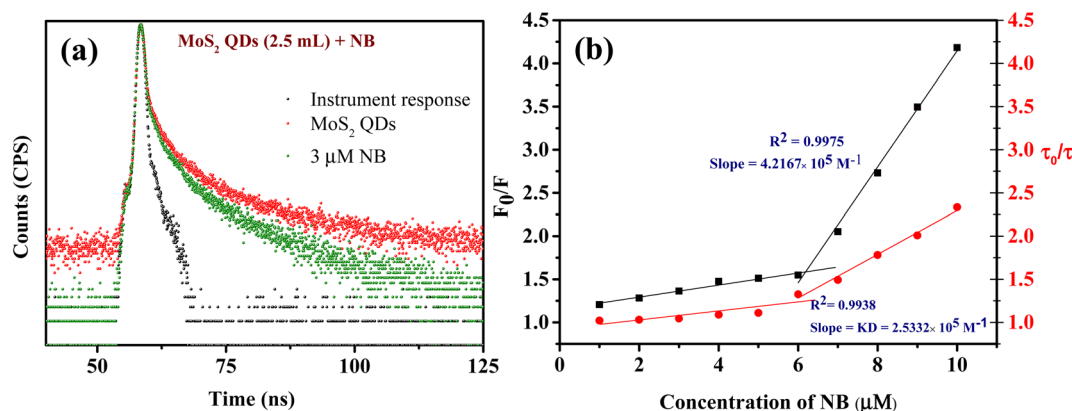 (a)
MoS₂ QDs (2.5 mL) + NB
Instrument response
MoS₂ QDs
3 μM NB
Counts (CPS)
50 75 100 125
Time (ns)
(b)
4.5
4.0
3.5
3.0
2.5
2.0
1.5
1.0
F₀/F
R² = 0.9975
Slope = 4.2167× 10⁵ M⁻¹
R²= 0.9938
Slope = KD = 2.5332× 10⁵ M⁻¹
4.5
4.0
3.5
3.0
2.5
2.0
1.5
1.0
τ₀/τ
0 2 4 6 8 10
Concentration of NB (μM)